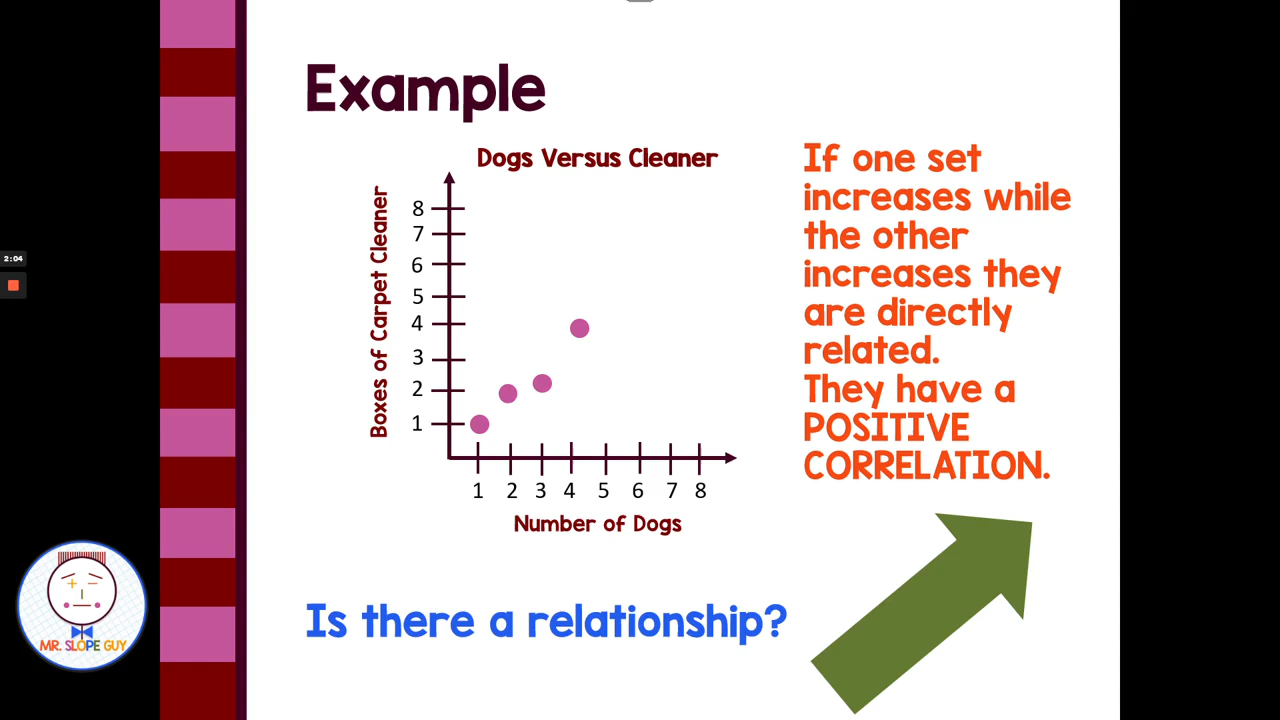 Example
Dogs Versus Cleaner
If one set
increases while
the other
increases they
are directly
related.
They have a
POSITIVE
CORRELATION.
Boxes of Carpet Cleaner
8
7
6
5
4
3
2
1
1 2 3 4 5 6 7 8
Number of Dogs
Is there a relationship?
2:04
MR. SLOPE GUY